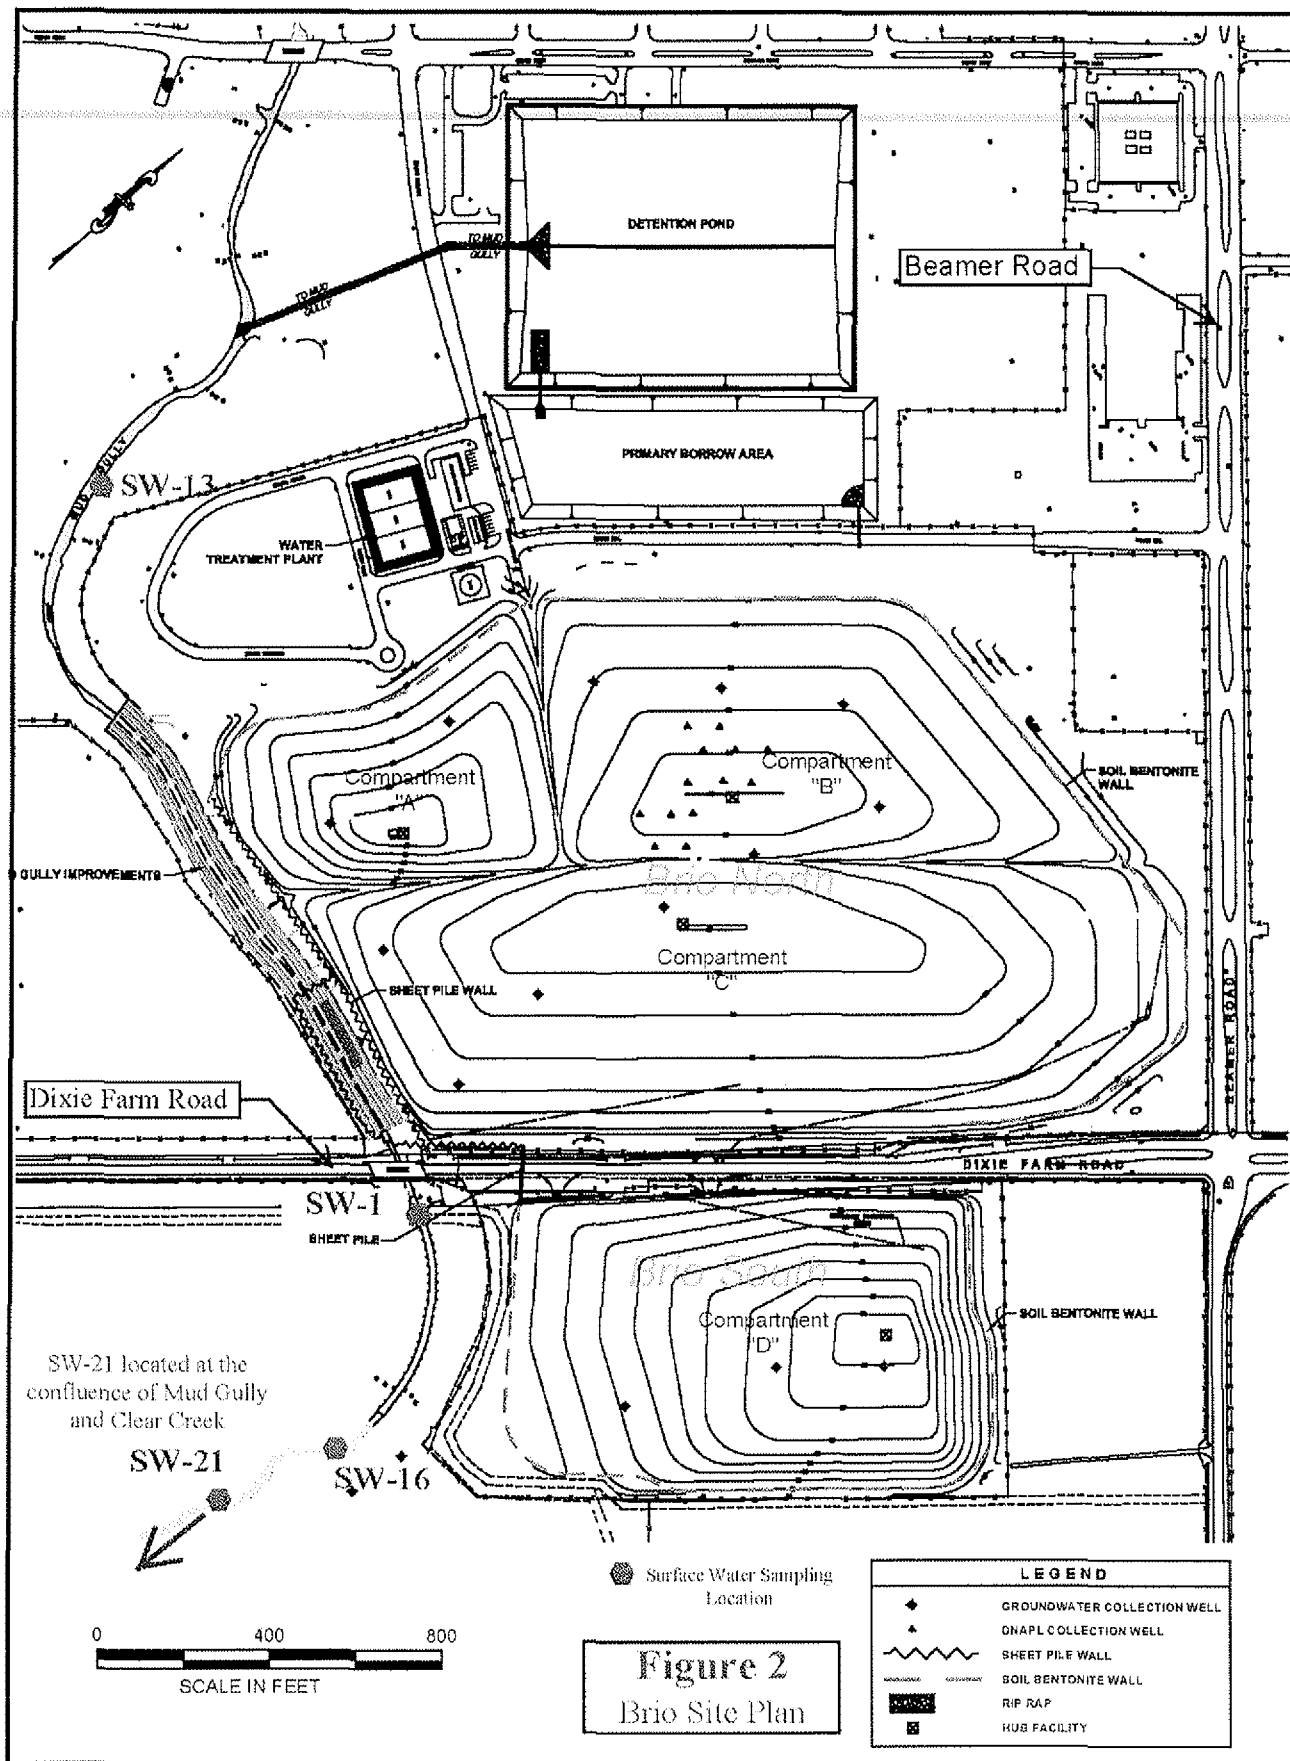 TO MUD
GULLY
DETENTION POND
Beamer Road
TO MUD
GULLY
MUD GULLY
PRIMARY BORROW AREA
SW-13
WATER
TREATMENT PLANT
Compartment
"A"
Compartment
"B"
SOIL BENTONITE
WALL
GULLY IMPROVEMENTS
Brio North
Compartment
"C"
SHEET PILE WALL
BEAMER ROAD
Dixie Farm Road
DIXIE FARM ROAD
SW-1
SHEET PILE
Brio South
SOIL BENTONITE WALL
Compartment
"D"
SW-21 located at the
confluence of Mud Gully
and Clear Creek
SW-21
SW-16
Surface Water Sampling
Location
0 400 800
SCALE IN FEET
Figure 2
Brio Site Plan
LEGEND
GROUNDWATER COLLECTION WELL
DNAPL COLLECTION WELL
SHEET PILE WALL
SOIL BENTONITE WALL
RIP RAP
HUB FACILITY